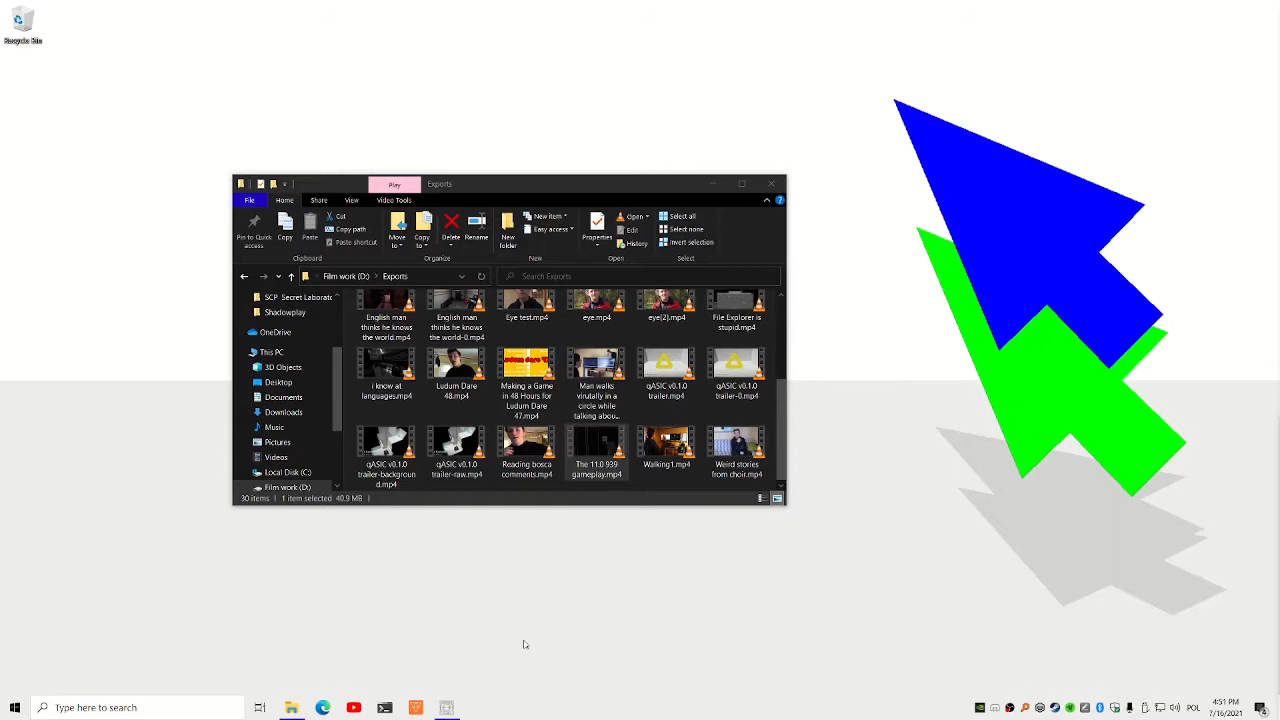 Recycle Bin
Play
Exports
File
Home
Share
View
Video Tools
Pin to Quick
access
Copy
Paste
Cut
Copy path
Paste shortcut
Clipboard
Move
to
Copy
to
Delete
Rename
Organize
New
folder
New item
Easy access
New
Properties
Open
Edit
History
Open
Select all
Select none
Invert selection
Select
Film work (D:) > Exports
Search Exports
SCP Secret Laborato
Shadowplay
OneDrive
This PC
3D Objects
Desktop
Documents
Downloads
Music
Pictures
Videos
Local Disk (C:)
Film work (D:)
English man
thinks he knows
the world.mp4
English man
thinks he knows
the world-0.mp4
Eye test.mp4
eye.mp4
eye[2].mp4
File Explorer is
stupid.mp4
i know at
languages.mp4
Ludum Dare
48.mp4
Making a Game
in 48 Hours for
Ludum Dare
47.mp4
Man walks
virutally in a
circle while
talking abou...
qASIC v0.1.0
trailer.mp4
qASIC v0.1.0
trailer-0.mp4
qASIC v0.1.0
trailer-backgroun
d.mp4
qASIC v0.1.0
trailer-raw.mp4
Reading bosca
comments.mp4
The 11.0 939
gameplay.mp4
Walking1.mp4
Weird stories
from choir.mp4
30 items
1 item selected
40.9 MB
Type here to search
POL
4:51 PM
7/16/2021